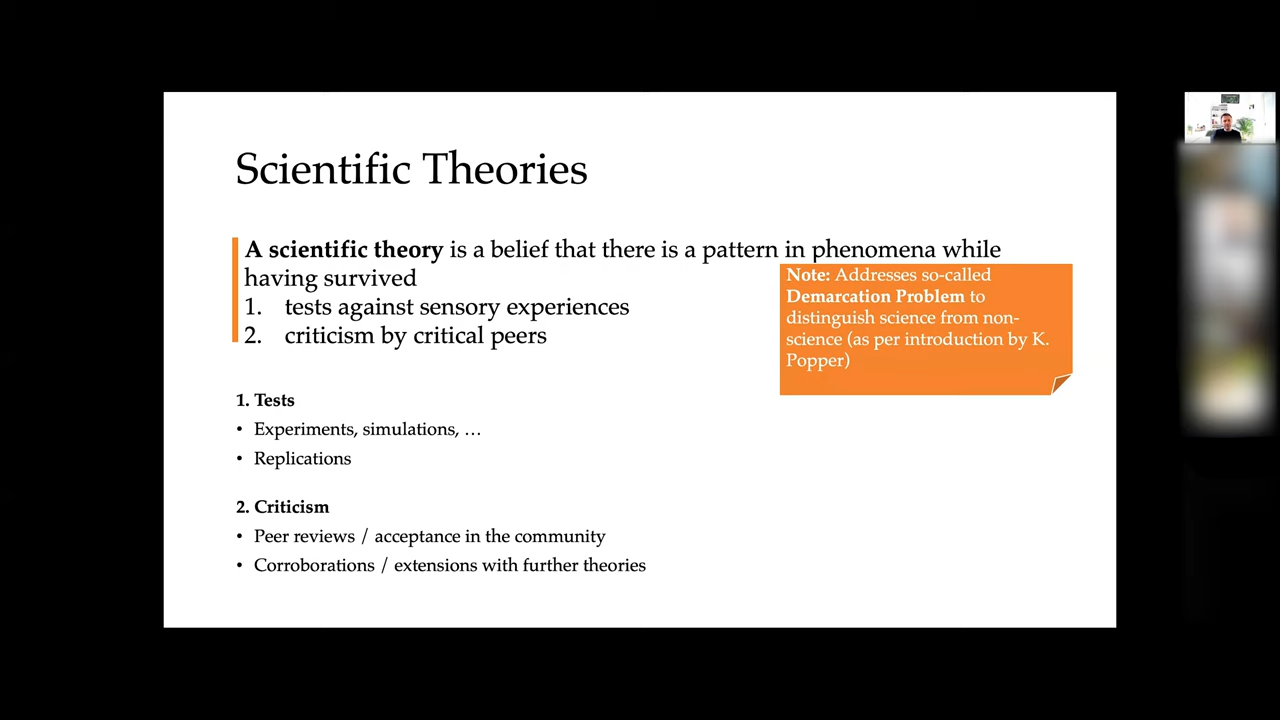 Scientific Theories
A scientific theory is a belief that there is a pattern in phenomena while
having survived
1. tests against sensory experiences
2. criticism by critical peers
Note: Addresses so-called
Demarcation Problem to
distinguish science from non-
science (as per introduction by K.
Popper)
1. Tests
• Experiments, simulations, …
• Replications
2. Criticism
• Peer reviews / acceptance in the community
• Corroborations / extensions with further theories